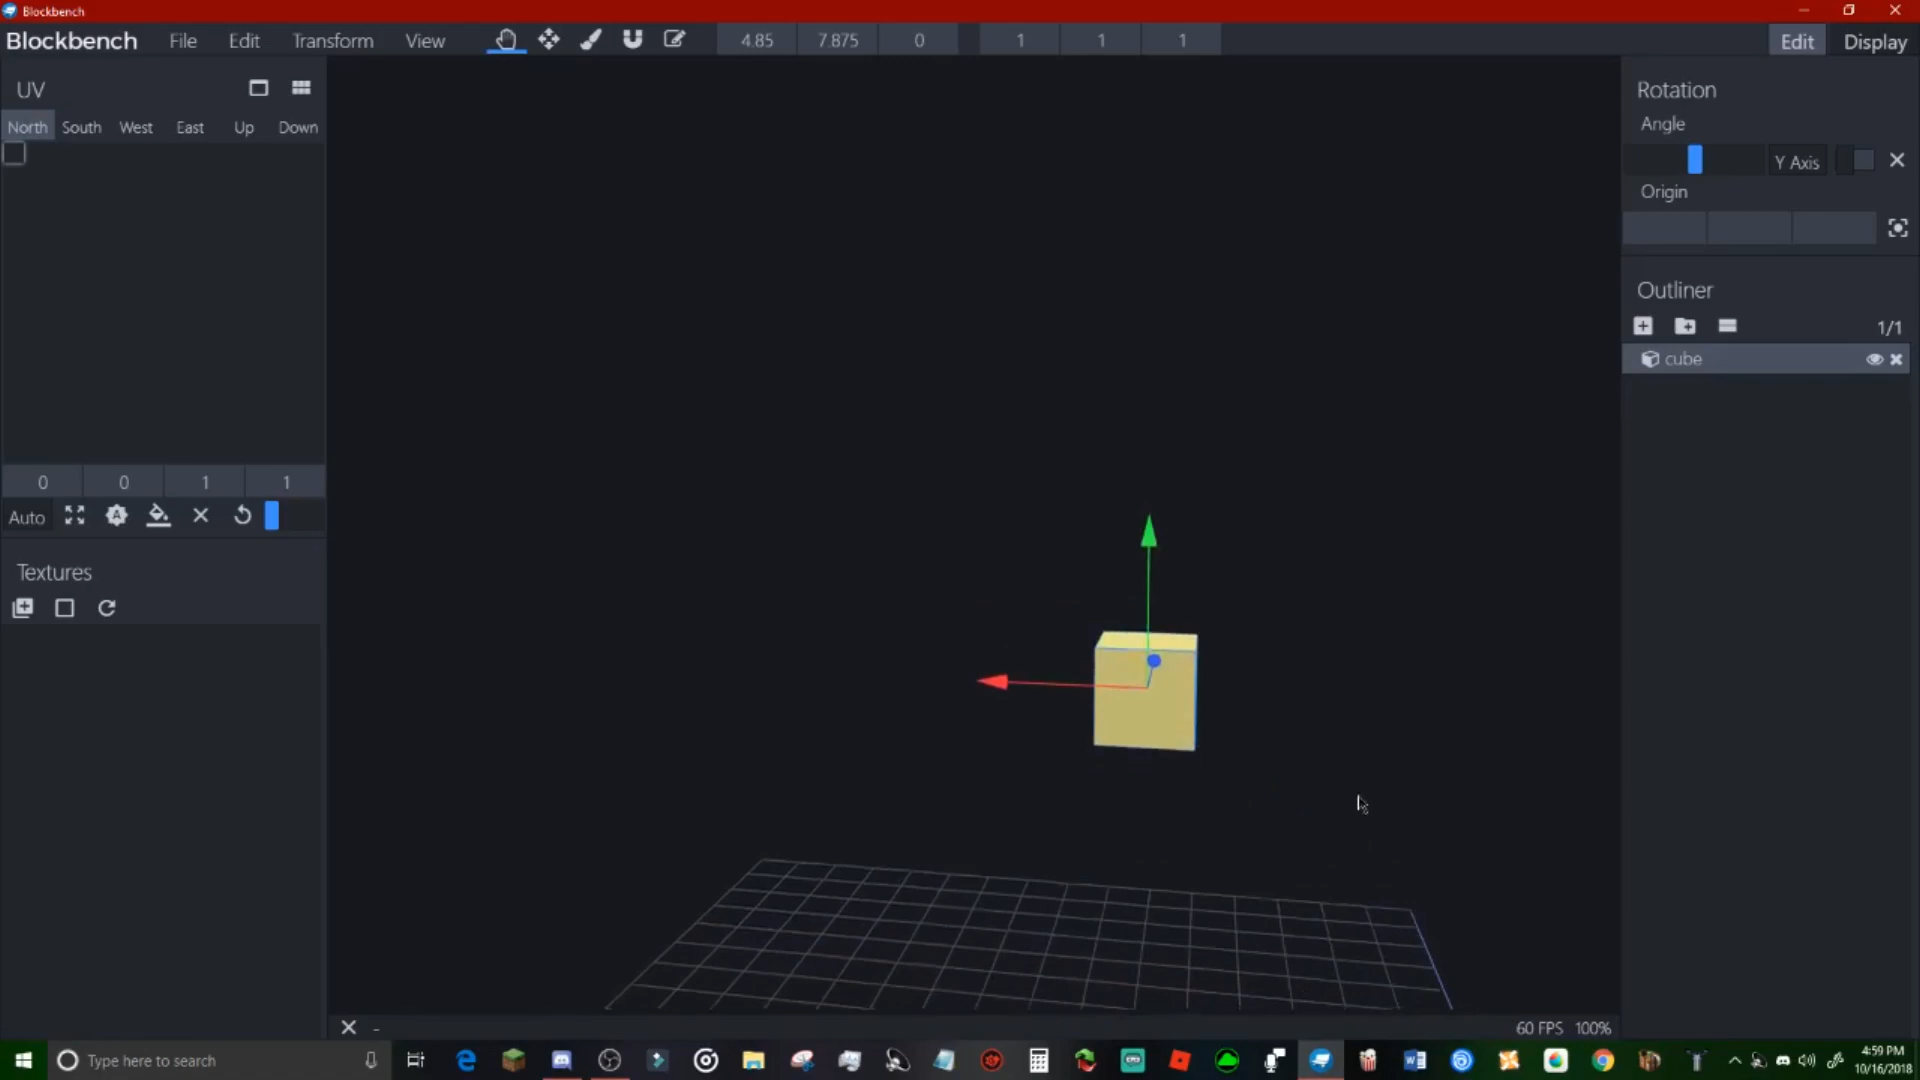 Blockbench
Blockbench File Edit Transform View 4.85 7.875 0 1 1 1 Edit Display
UV
North South West East Up Down
0 0 1 1
Auto
Textures
Rotation
Angle
Y Axis
Origin
Outliner
1/1
cube
- 60 FPS 100%
Type here to search
4:59 PM
10/16/2018